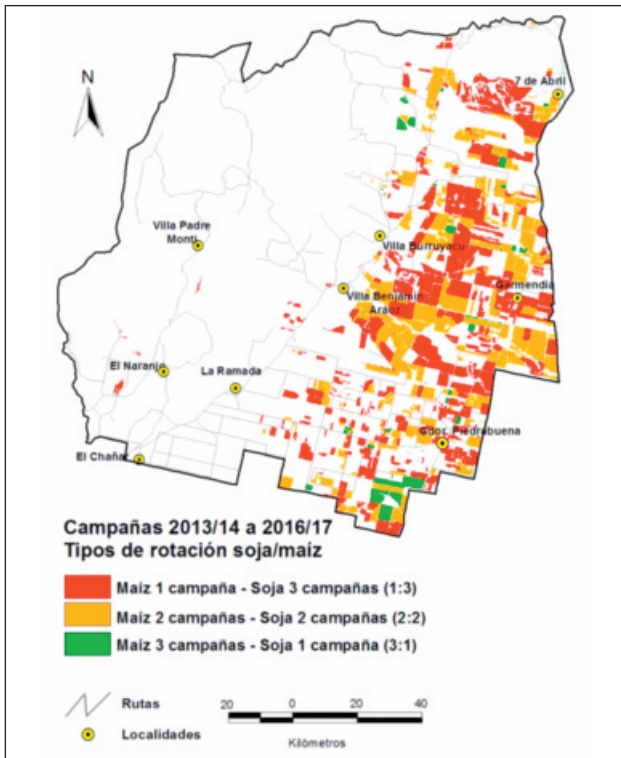 N
7 de Abril
Villa Padre
Monti
Villa Burruyacu
Garmendia
Villa Benjamín
Aráoz
El Naranjo
La Ramada
Gdor. Piedrabuena
El Chañar
Campañas 2013/14 a 2016/17
Tipos de rotación soja/maíz
Maíz 1 campaña - Soja 3 campañas (1:3)
Maíz 2 campañas - Soja 2 campañas (2:2)
Maíz 3 campañas - Soja 1 campaña (3:1)
Rutas
Localidades
20 0 20 40
Kilómetros